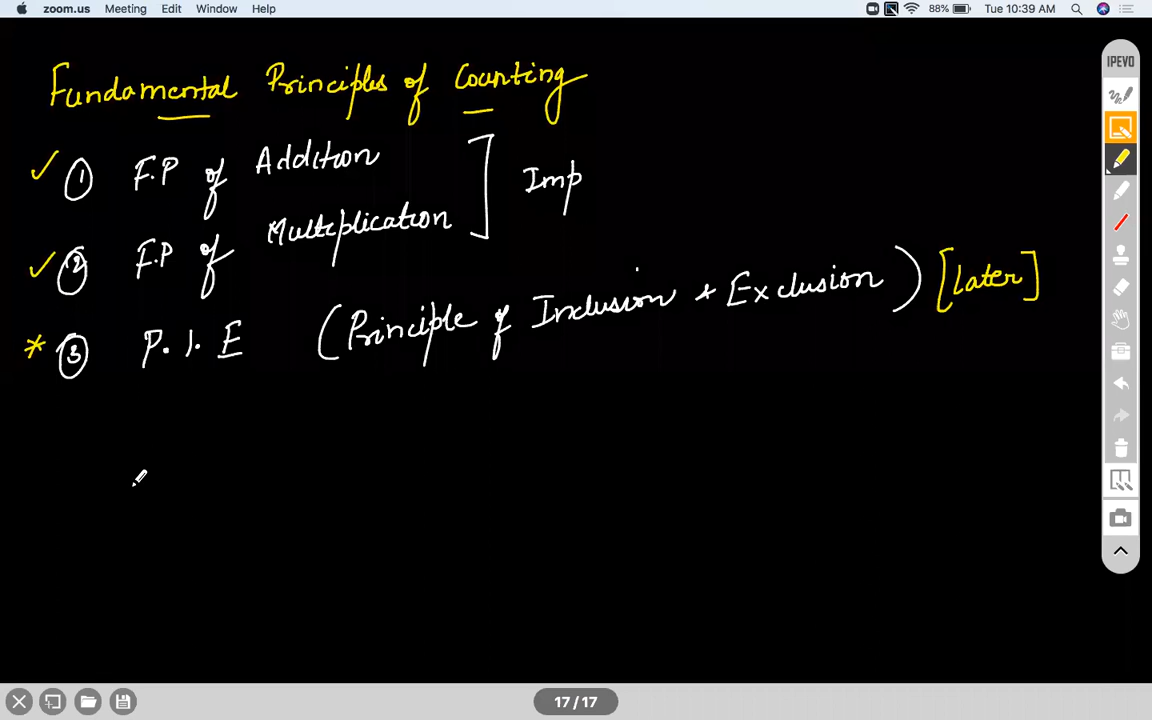 zoom.us Meeting Edit Window Help 88% Tue 10:39 AM
IPEVO
Fundamental Principles of Counting
✓ ① F.P of Addition
Imp
✓ ② F.P of Multiplication
* ③ P.I.E (Principle of Inclusion & Exclusion) [later]
17/17